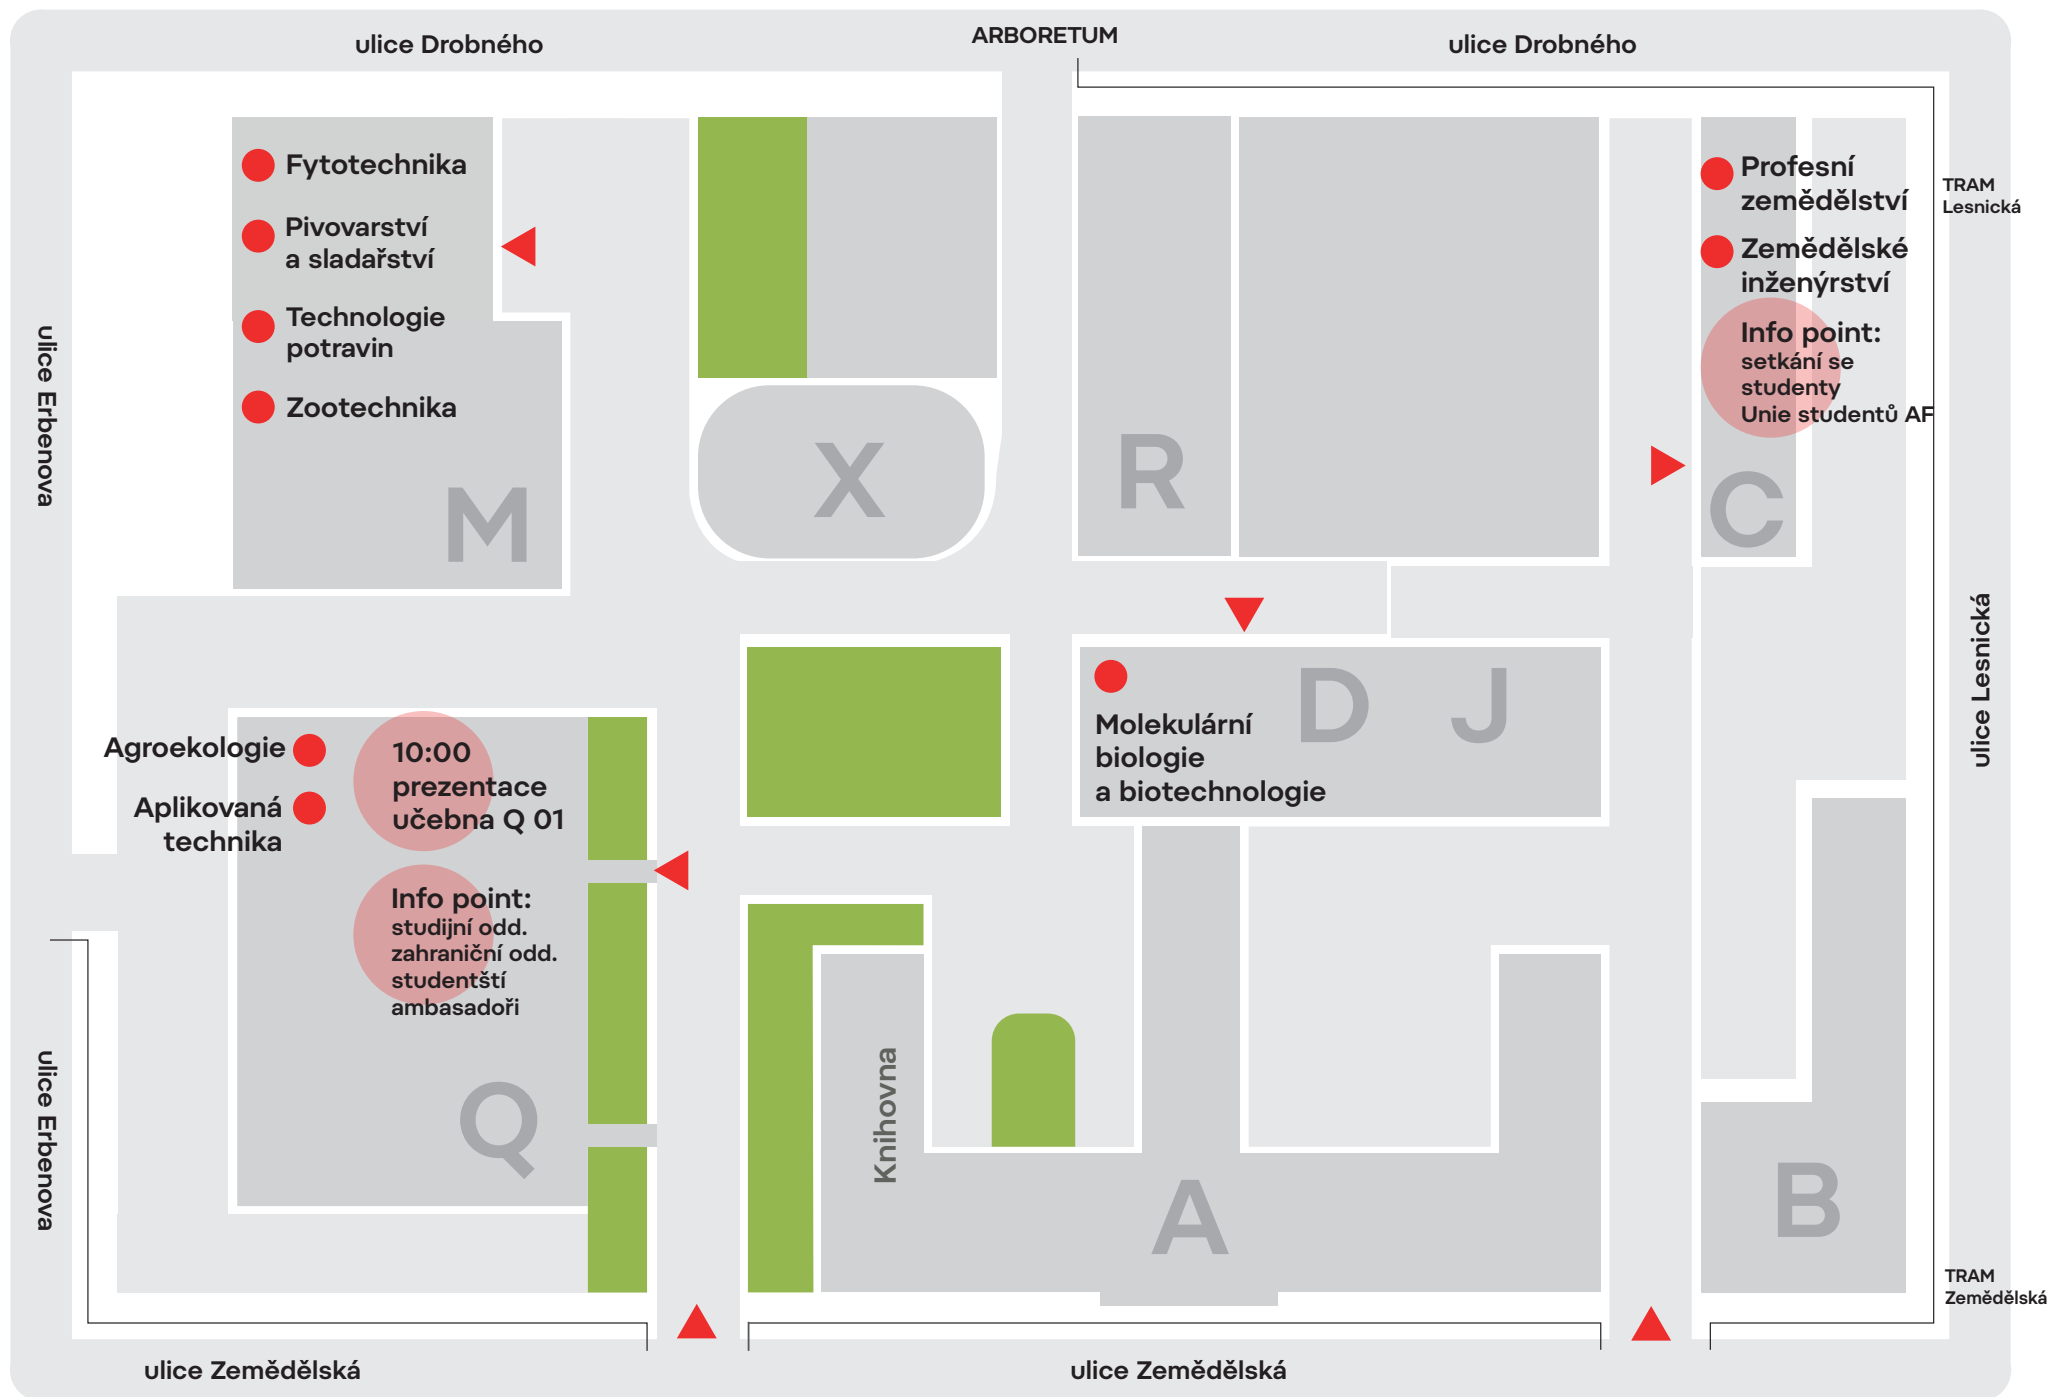 ulice Drobného
ARBORETUM
ulice Drobného
Fytotechnika
Pivovarství
a sladařství
Technologie
potravin
Zootechnika
M
X
R
Profesní
zemědělství
Zemědělské
inženýrství
Info point:
setkání se
studenty
Unie studentů AF
C
TRAM
Lesnická
ulice Erbenova
ulice Lesnická
Agroekologie
Aplikovaná
technika
10:00
prezentace
učebna Q 01
Info point:
studijní odd.
zahraniční odd.
studentští
ambasadoři
Q
Molekulární
biologie
a biotechnologie
D
J
Knihovna
A
B
ulice Erbenova
TRAM
Zemědělská
ulice Zemědělská
ulice Zemědělská